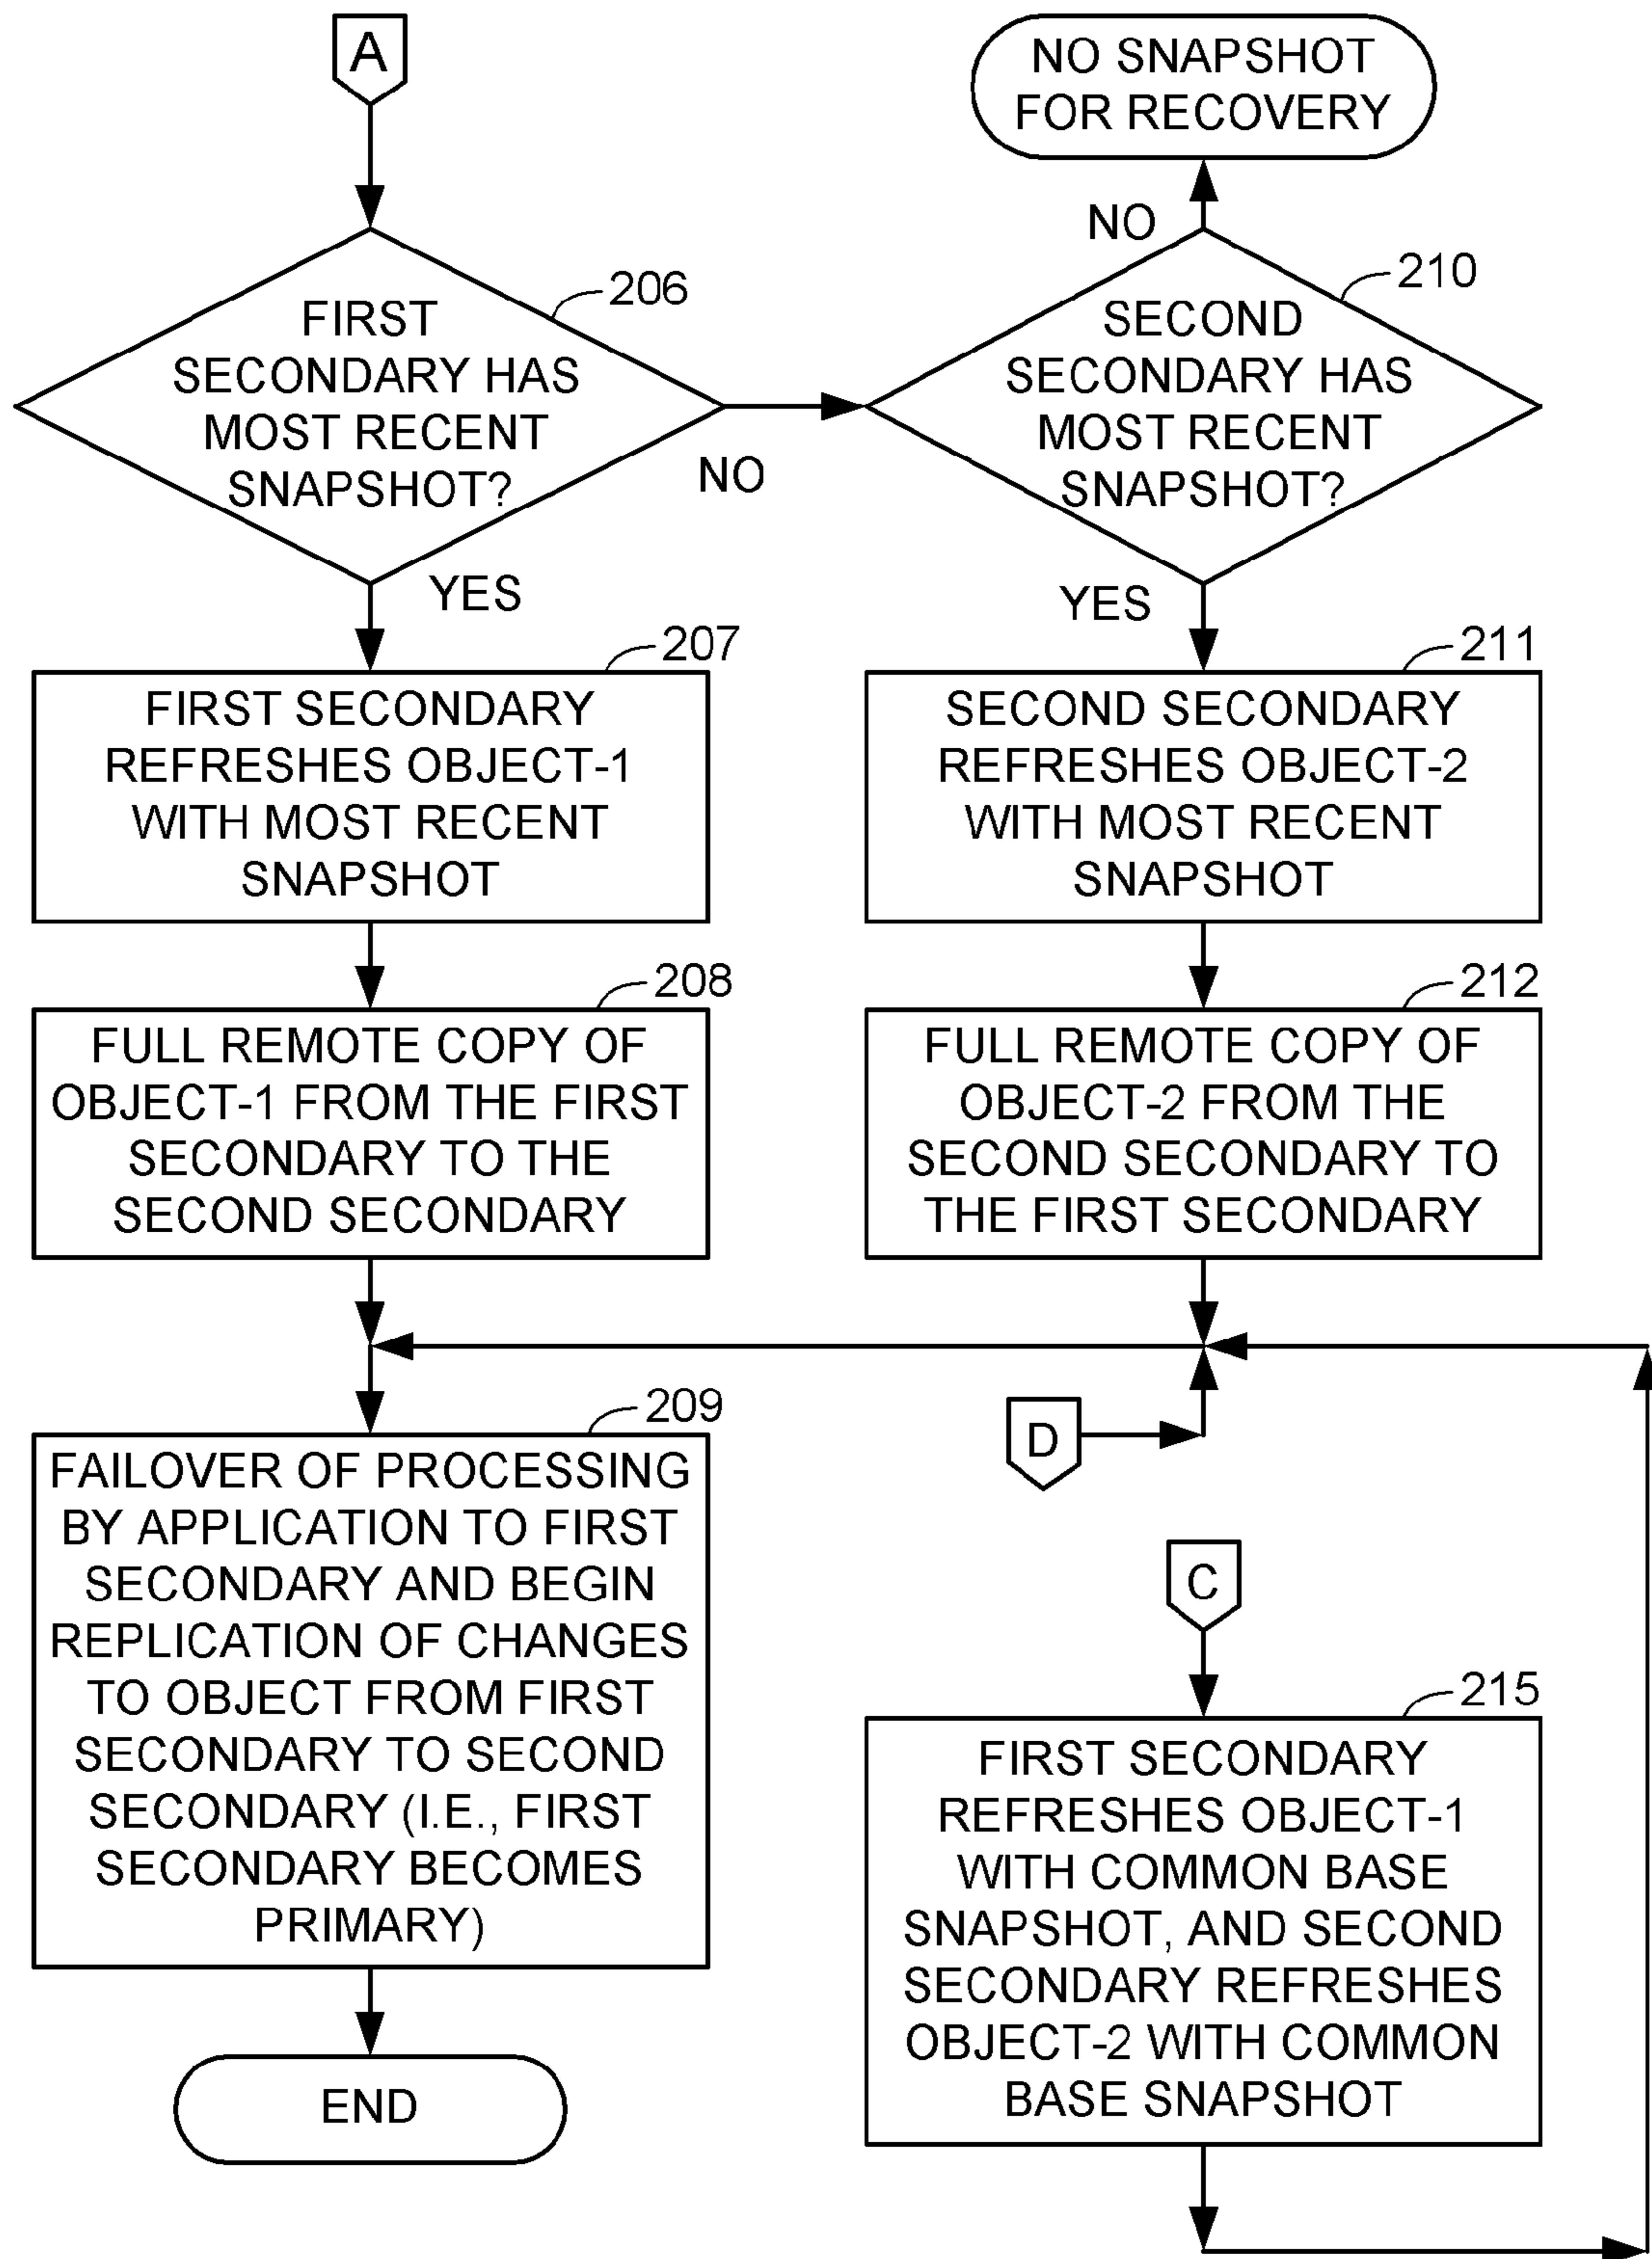 A
NO SNAPSHOT
FOR RECOVERY
NO
206
FIRST
SECONDARY HAS
MOST RECENT
SNAPSHOT?
NO
YES
210
SECOND
SECONDARY HAS
MOST RECENT
SNAPSHOT?
YES
207
FIRST SECONDARY
REFRESHES OBJECT-1
WITH MOST RECENT
SNAPSHOT
211
SECOND SECONDARY
REFRESHES OBJECT-2
WITH MOST RECENT
SNAPSHOT
208
FULL REMOTE COPY OF
OBJECT-1 FROM THE FIRST
SECONDARY TO THE
SECOND SECONDARY
212
FULL REMOTE COPY OF
OBJECT-2 FROM THE
SECOND SECONDARY TO
THE FIRST SECONDARY
209
FAILOVER OF PROCESSING
BY APPLICATION TO FIRST
SECONDARY AND BEGIN
REPLICATION OF CHANGES
TO OBJECT FROM FIRST
SECONDARY TO SECOND
SECONDARY (I.E., FIRST
SECONDARY BECOMES
PRIMARY)
END
D
C
215
FIRST SECONDARY
REFRESHES OBJECT-1
WITH COMMON BASE
SNAPSHOT, AND SECOND
SECONDARY REFRESHES
OBJECT-2 WITH COMMON
BASE SNAPSHOT